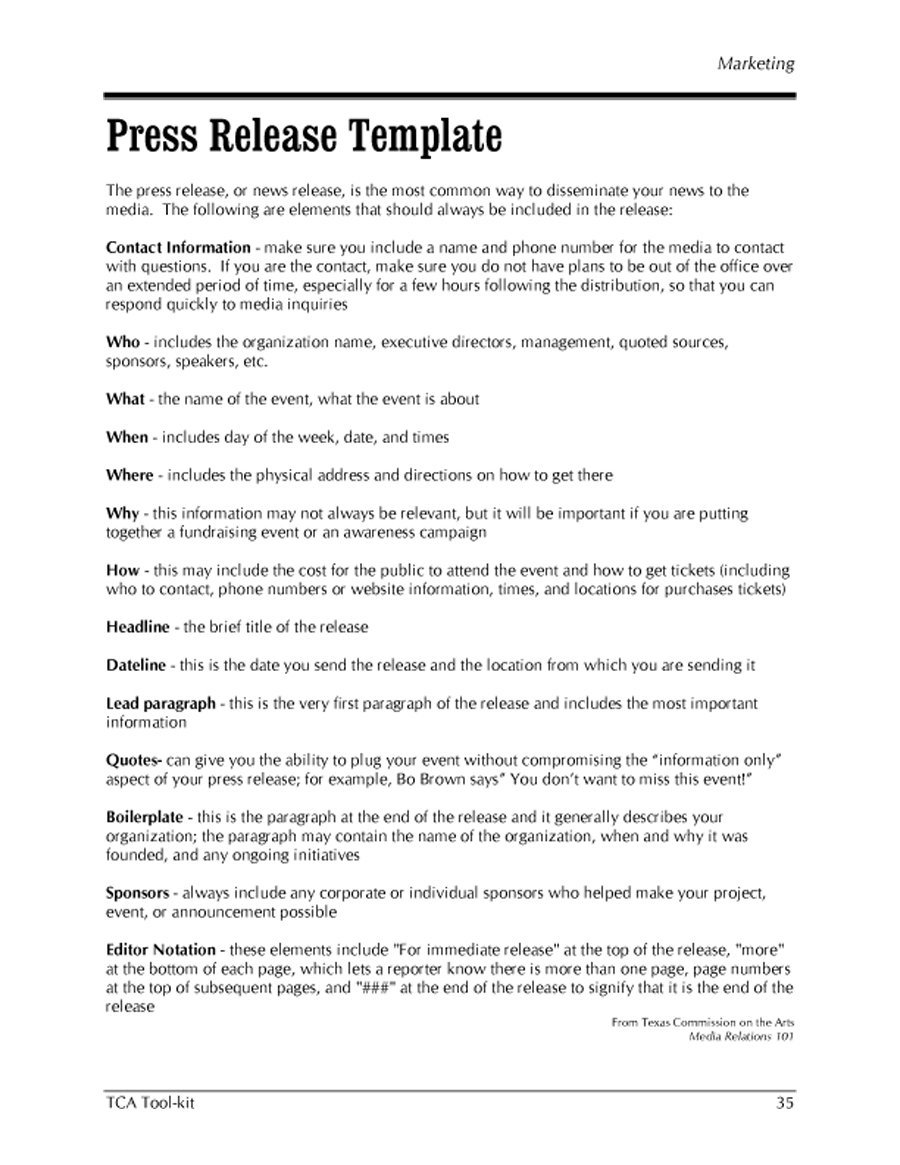 Marketing
Press Release Template
The press release, or news release, is the most common way to disseminate your news to the
media.  The following are elements that should always be included in the release:
Contact Information - make sure you include a name and phone number for the media to contact
with questions.  If you are the contact, make sure you do not have plans to be out of the office over
an extended period of time, especially for a few hours following the distribution, so that you can
respond quickly to media inquiries
Who - includes the organization name, executive directors, management, quoted sources,
sponsors, speakers, etc.
What - the name of the event, what the event is about
When - includes day of the week, date, and times
Where - includes the physical address and directions on how to get there
Why - this information may not always be relevant, but it will be important if you are putting
together a fundraising event or an awareness campaign
How - this may include the cost for the public to attend the event and how to get tickets (including
who to contact, phone numbers or website information, times, and locations for purchases tickets)
Headline - the brief title of the release
Dateline - this is the date you send the release and the location from which you are sending it
Lead paragraph - this is the very first paragraph of the release and includes the most important
information
Quotes- can give you the ability to plug your event without compromising the “information only”
aspect of your press release; for example, Bo Brown says” You don’t want to miss this event!”
Boilerplate - this is the paragraph at the end of the release and it generally describes your
organization; the paragraph may contain the name of the organization, when and why it was
founded, and any ongoing initiatives
Sponsors - always include any corporate or individual sponsors who helped make your project,
event, or announcement possible
Editor Notation - these elements include "For immediate release" at the top of the release, "more"
at the bottom of each page, which lets a reporter know there is more than one page, page numbers
at the top of subsequent pages, and "###" at the end of the release to signify that it is the end of the
release
From Texas Commission on the Arts
Media Relations 101
TCA Tool-kit 35